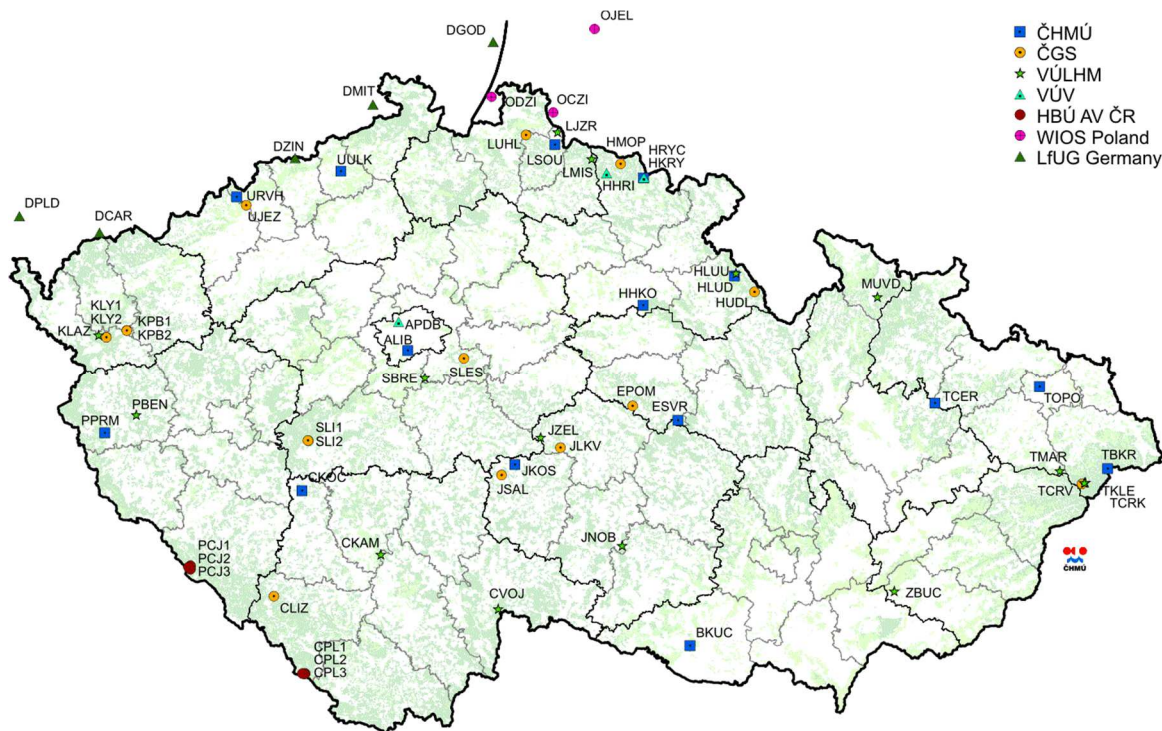 OJEL
DGOD
ČHMÚ
ČGS
VÚLHM
VÚV
HBÚ AV ČR
WIOS Poland
LfUG Germany
DMIT
ODZI
OCZI
LJZR
LUHL
LSOU
HMOP
HRYC
HKRY
LMIS
HHRI
DZIN
UULK
URVH
UJEZ
DPLD
DCAR
HLUU
HLUD
HUDL
MUVD
HHKO
KLY1
KLY2
KLAZ
KPB1
KPB2
APDB
ALIB
SLES
SBRE
EPOM
ESVR
TCER
TOPO
PBEN
PPRM
SLI1
SLI2
JZEL
JLKV
JKOS
JSAL
CKOC
TMAR
TBKR
TCRV
TKLE
TCRK
CKAM
JNOB
ČHMÚ
PCJ1
PCJ2
PCJ3
CLIZ
CVOJ
ZBUC
BKUC
CPL1
CPL2
CPL3